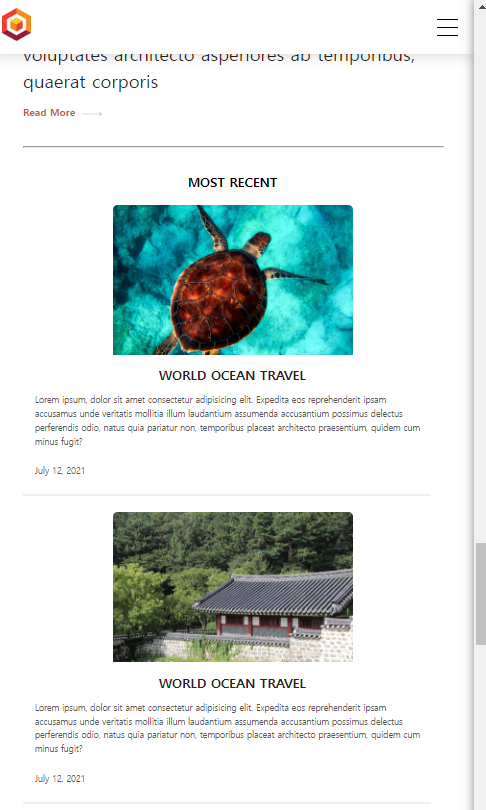 voluptates architecto asperiores ab temporibus,
quaerat corporis
Read More
MOST RECENT
WORLD OCEAN TRAVEL
Lorem ipsum, dolor sit amet consectetur adipisicing elit. Expedita eos reprehenderit ipsam
accusamus unde veritatis mollitia illum laudantium assumenda accusantium possimus delectus
perferendis odio, natus quia pariatur non, temporibus placeat architecto praesentium, quidem cum
minus fugit?
July 12, 2021
WORLD OCEAN TRAVEL
Lorem ipsum, dolor sit amet consectetur adipisicing elit. Expedita eos reprehenderit ipsam
accusamus unde veritatis mollitia illum laudantium assumenda accusantium possimus delectus
perferendis odio, natus quia pariatur non, temporibus placeat architecto praesentium, quidem cum
minus fugit?
July 12, 2021